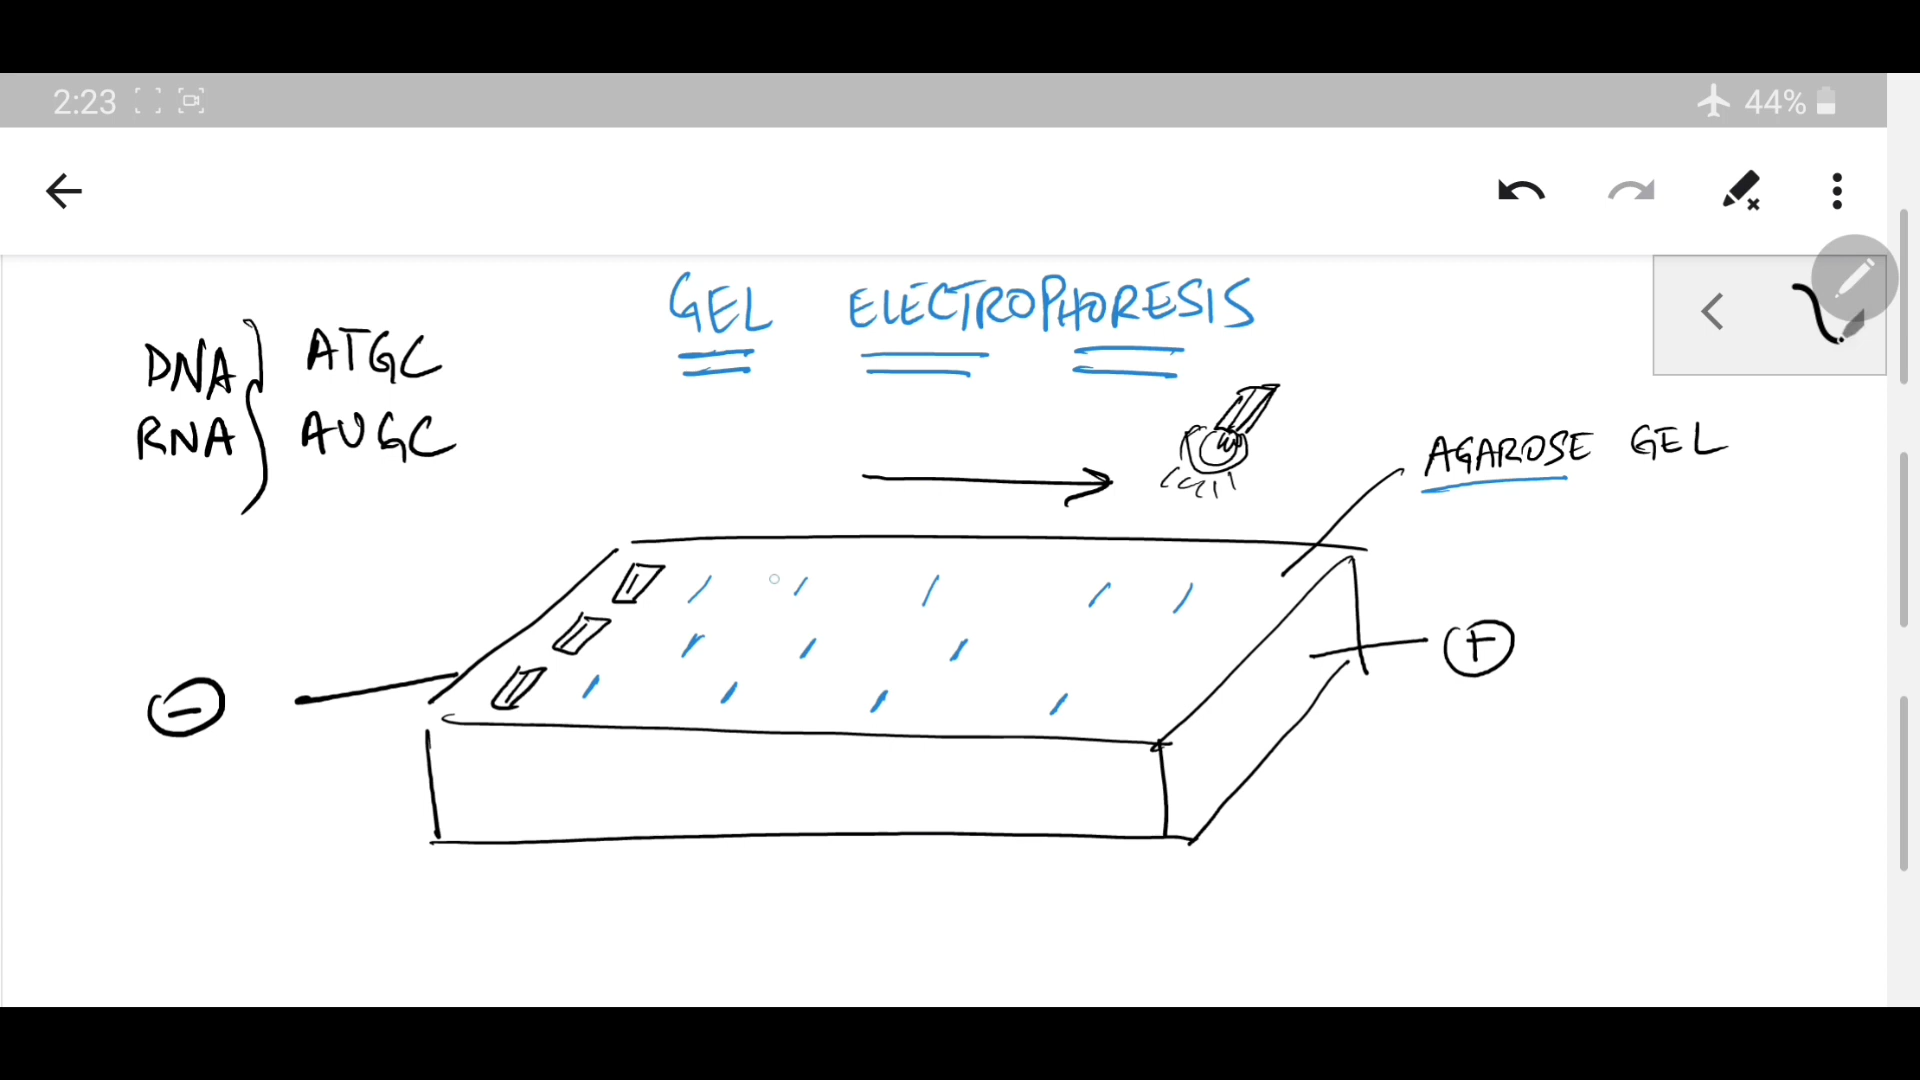 2:23 44%
GEL ELECTROPHORESIS
DNA ATGC
RNA AUGC
AGAROSE GEL
+
-